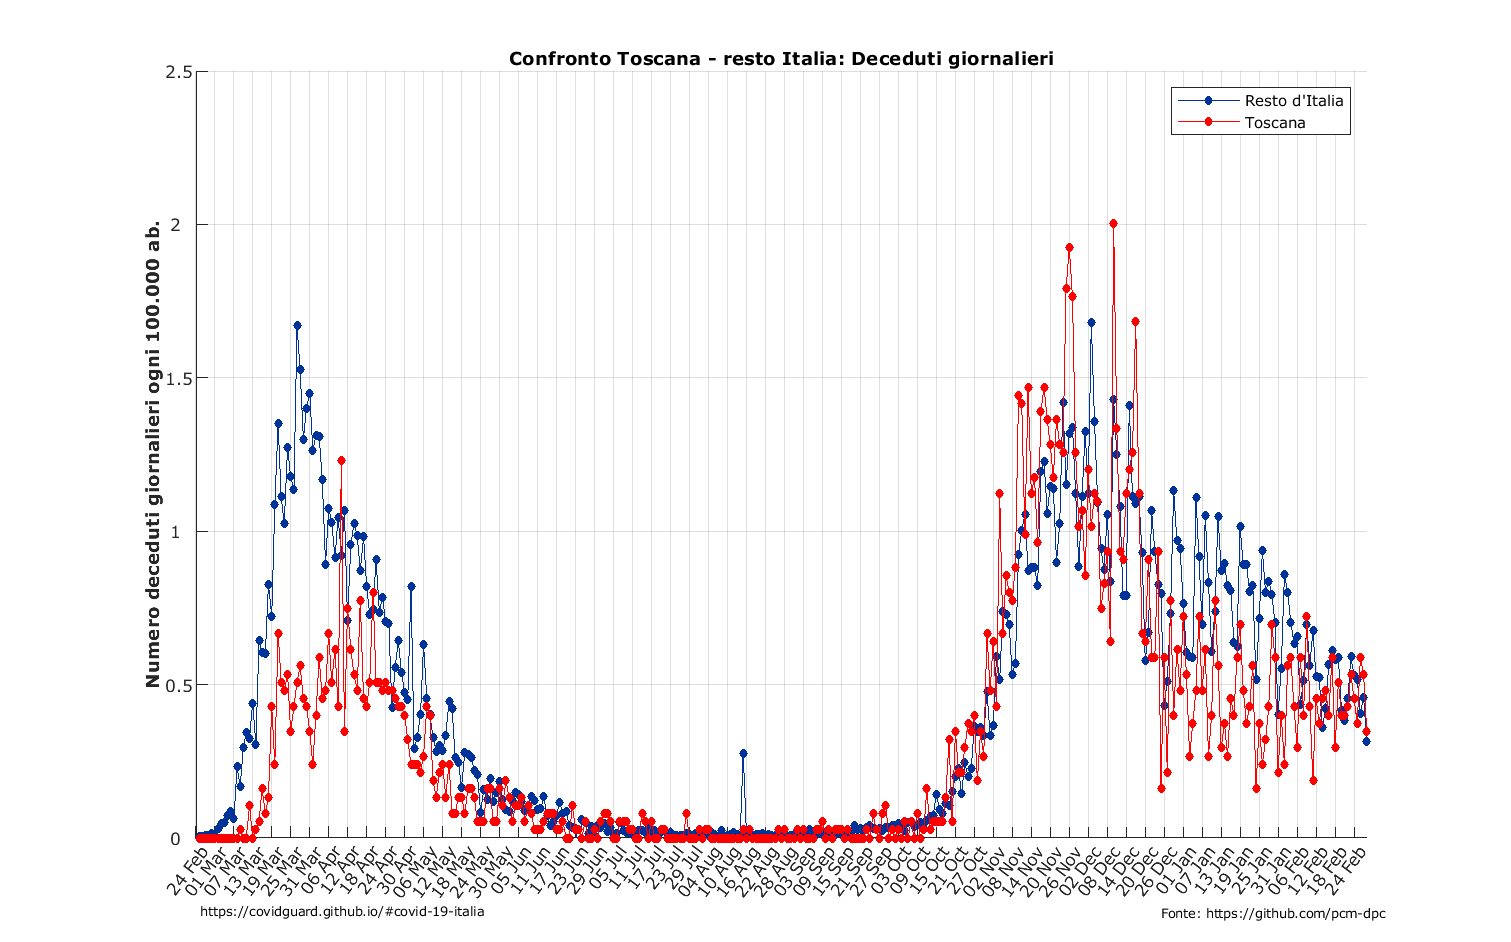 Confronto Toscana - resto Italia: Deceduti giornalieri
2.5
2
1.5
1
0.5
0
Numero deceduti giornalieri ogni 100.000 ab.
Resto d'Italia
Toscana
24 Feb
01 Mar
07 Mar
13 Mar
19 Mar
25 Mar
31 Mar
06 Apr
12 Apr
18 Apr
24 Apr
30 Apr
06 May
12 May
18 May
24 May
30 May
05 Jun
11 Jun
17 Jun
23 Jun
29 Jun
05 Jul
11 Jul
17 Jul
23 Jul
29 Jul
04 Aug
10 Aug
16 Aug
22 Aug
28 Aug
03 Sep
09 Sep
15 Sep
21 Sep
27 Sep
03 Oct
09 Oct
15 Oct
21 Oct
27 Oct
02 Nov
08 Nov
14 Nov
20 Nov
26 Nov
02 Dec
08 Dec
14 Dec
20 Dec
26 Dec
01 Jan
07 Jan
13 Jan
19 Jan
25 Jan
31 Jan
06 Feb
12 Feb
18 Feb
24 Feb
https://covidguard.github.io/#covid-19-italia
Fonte: https://github.com/pcm-dpc